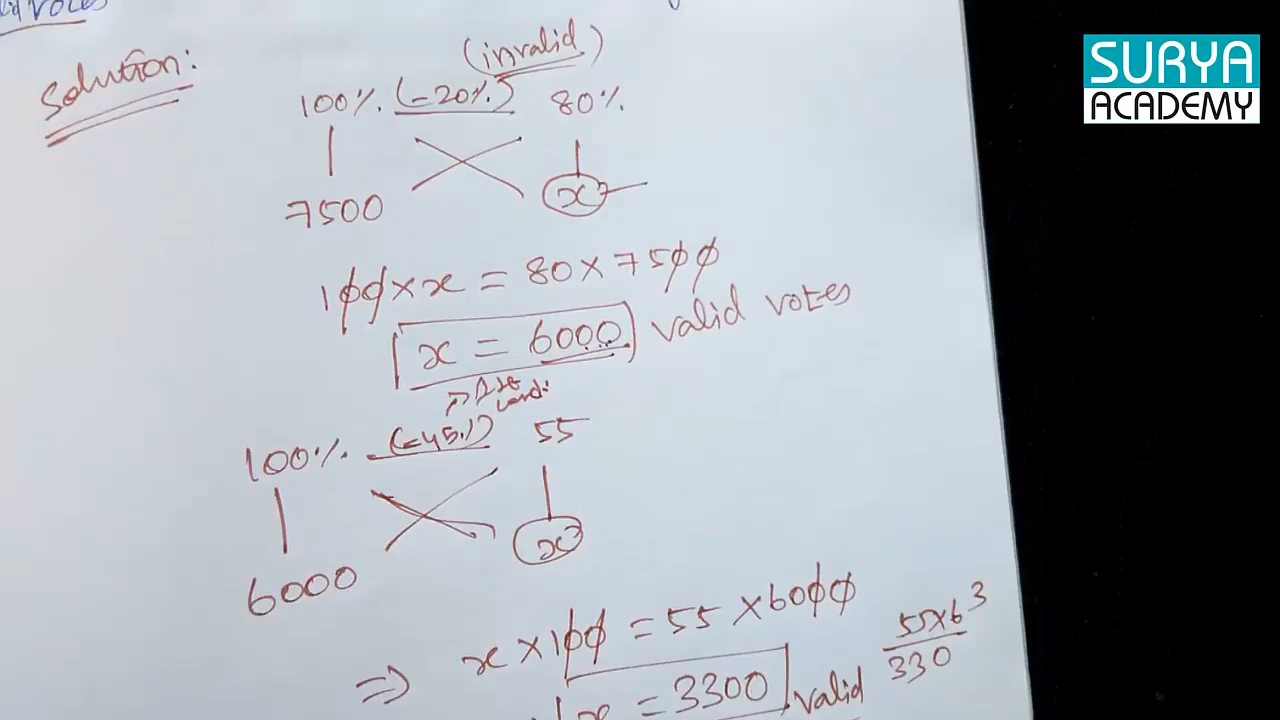 votes
SURYA
ACADEMY
Solution:
(invalid)
100% (-20%) 80%
7500 x
100 × x = 80 × 7500
x = 6000 valid votes
100% (-45%) 55
6000 x
x × 100 = 55 × 6000
55×6
330
⇒ x = 3300 valid